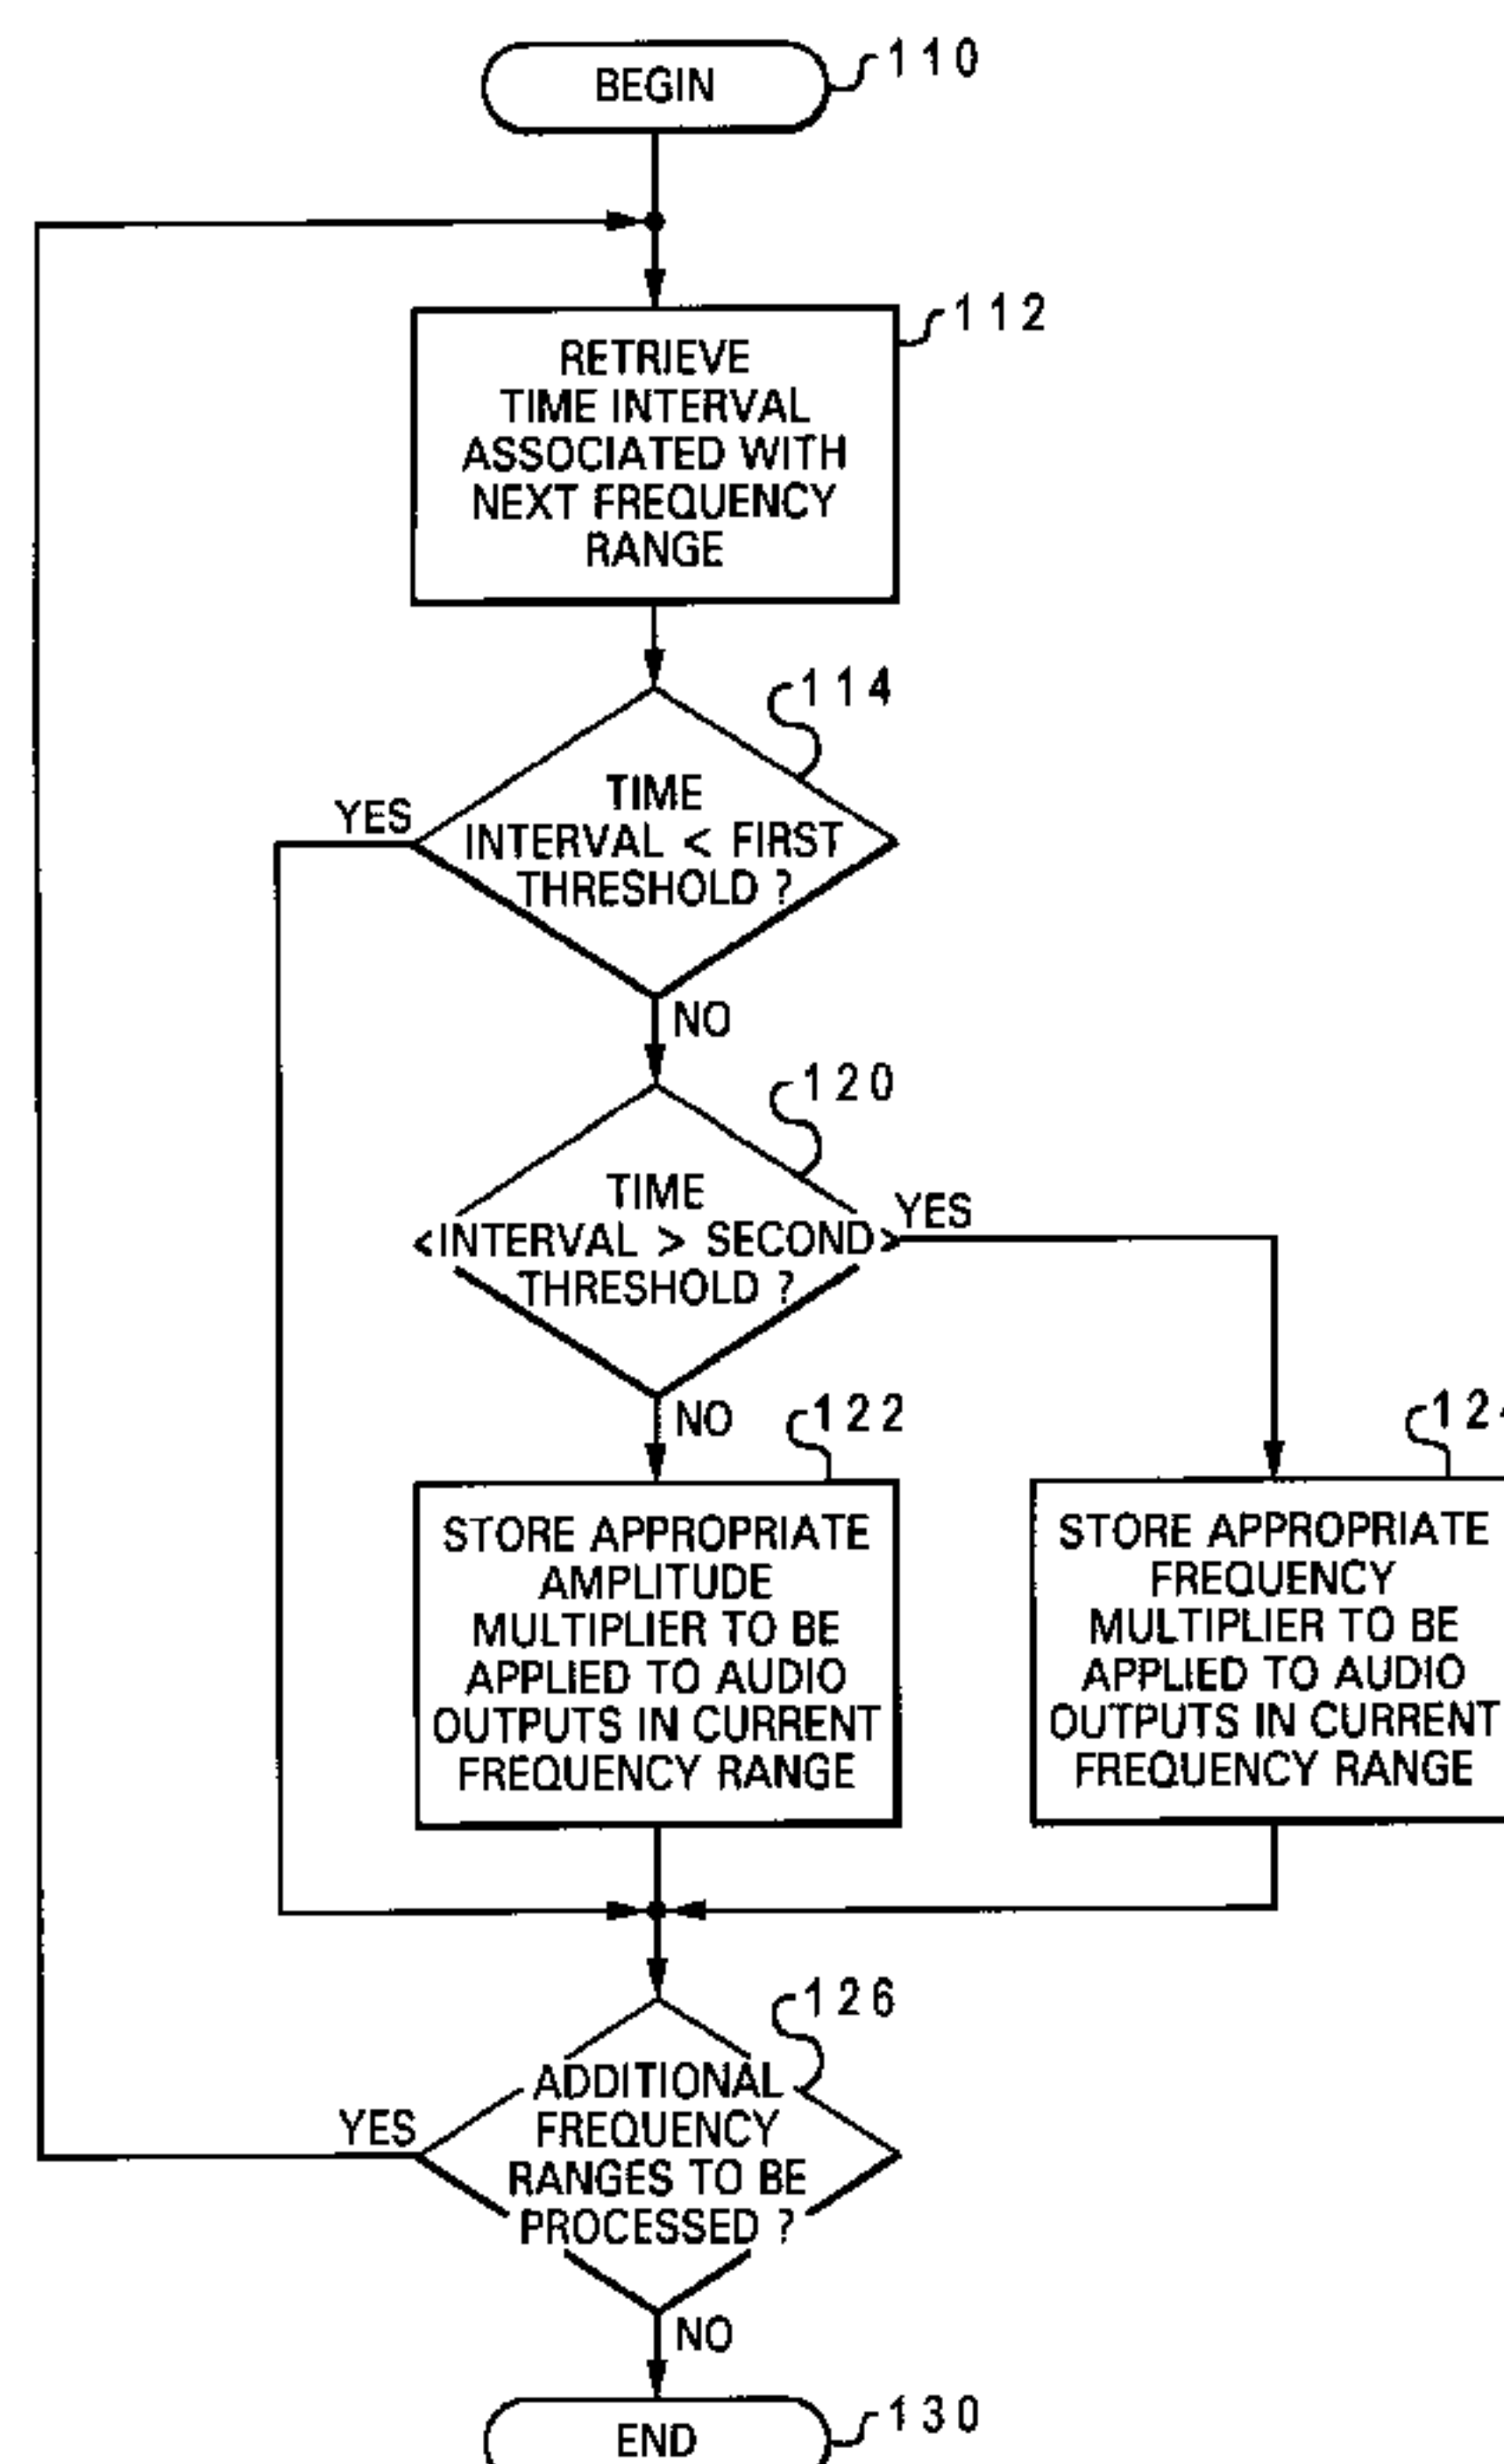 BEGIN
110
RETRIEVE
TIME INTERVAL
ASSOCIATED WITH
NEXT FREQUENCY
RANGE
112
114
TIME
INTERVAL < FIRST
THRESHOLD ?
YES
NO
120
TIME
INTERVAL > SECOND
THRESHOLD ?
YES
NO
122
STORE APPROPRIATE
AMPLITUDE
MULTIPLIER TO BE
APPLIED TO AUDIO
OUTPUTS IN CURRENT
FREQUENCY RANGE
STORE APPROPRIATE
FREQUENCY
MULTIPLIER TO BE
APPLIED TO AUDIO
OUTPUTS IN CURRENT
FREQUENCY RANGE
126
ADDITIONAL
FREQUENCY
RANGES TO BE
PROCESSED ?
YES
NO
END
130